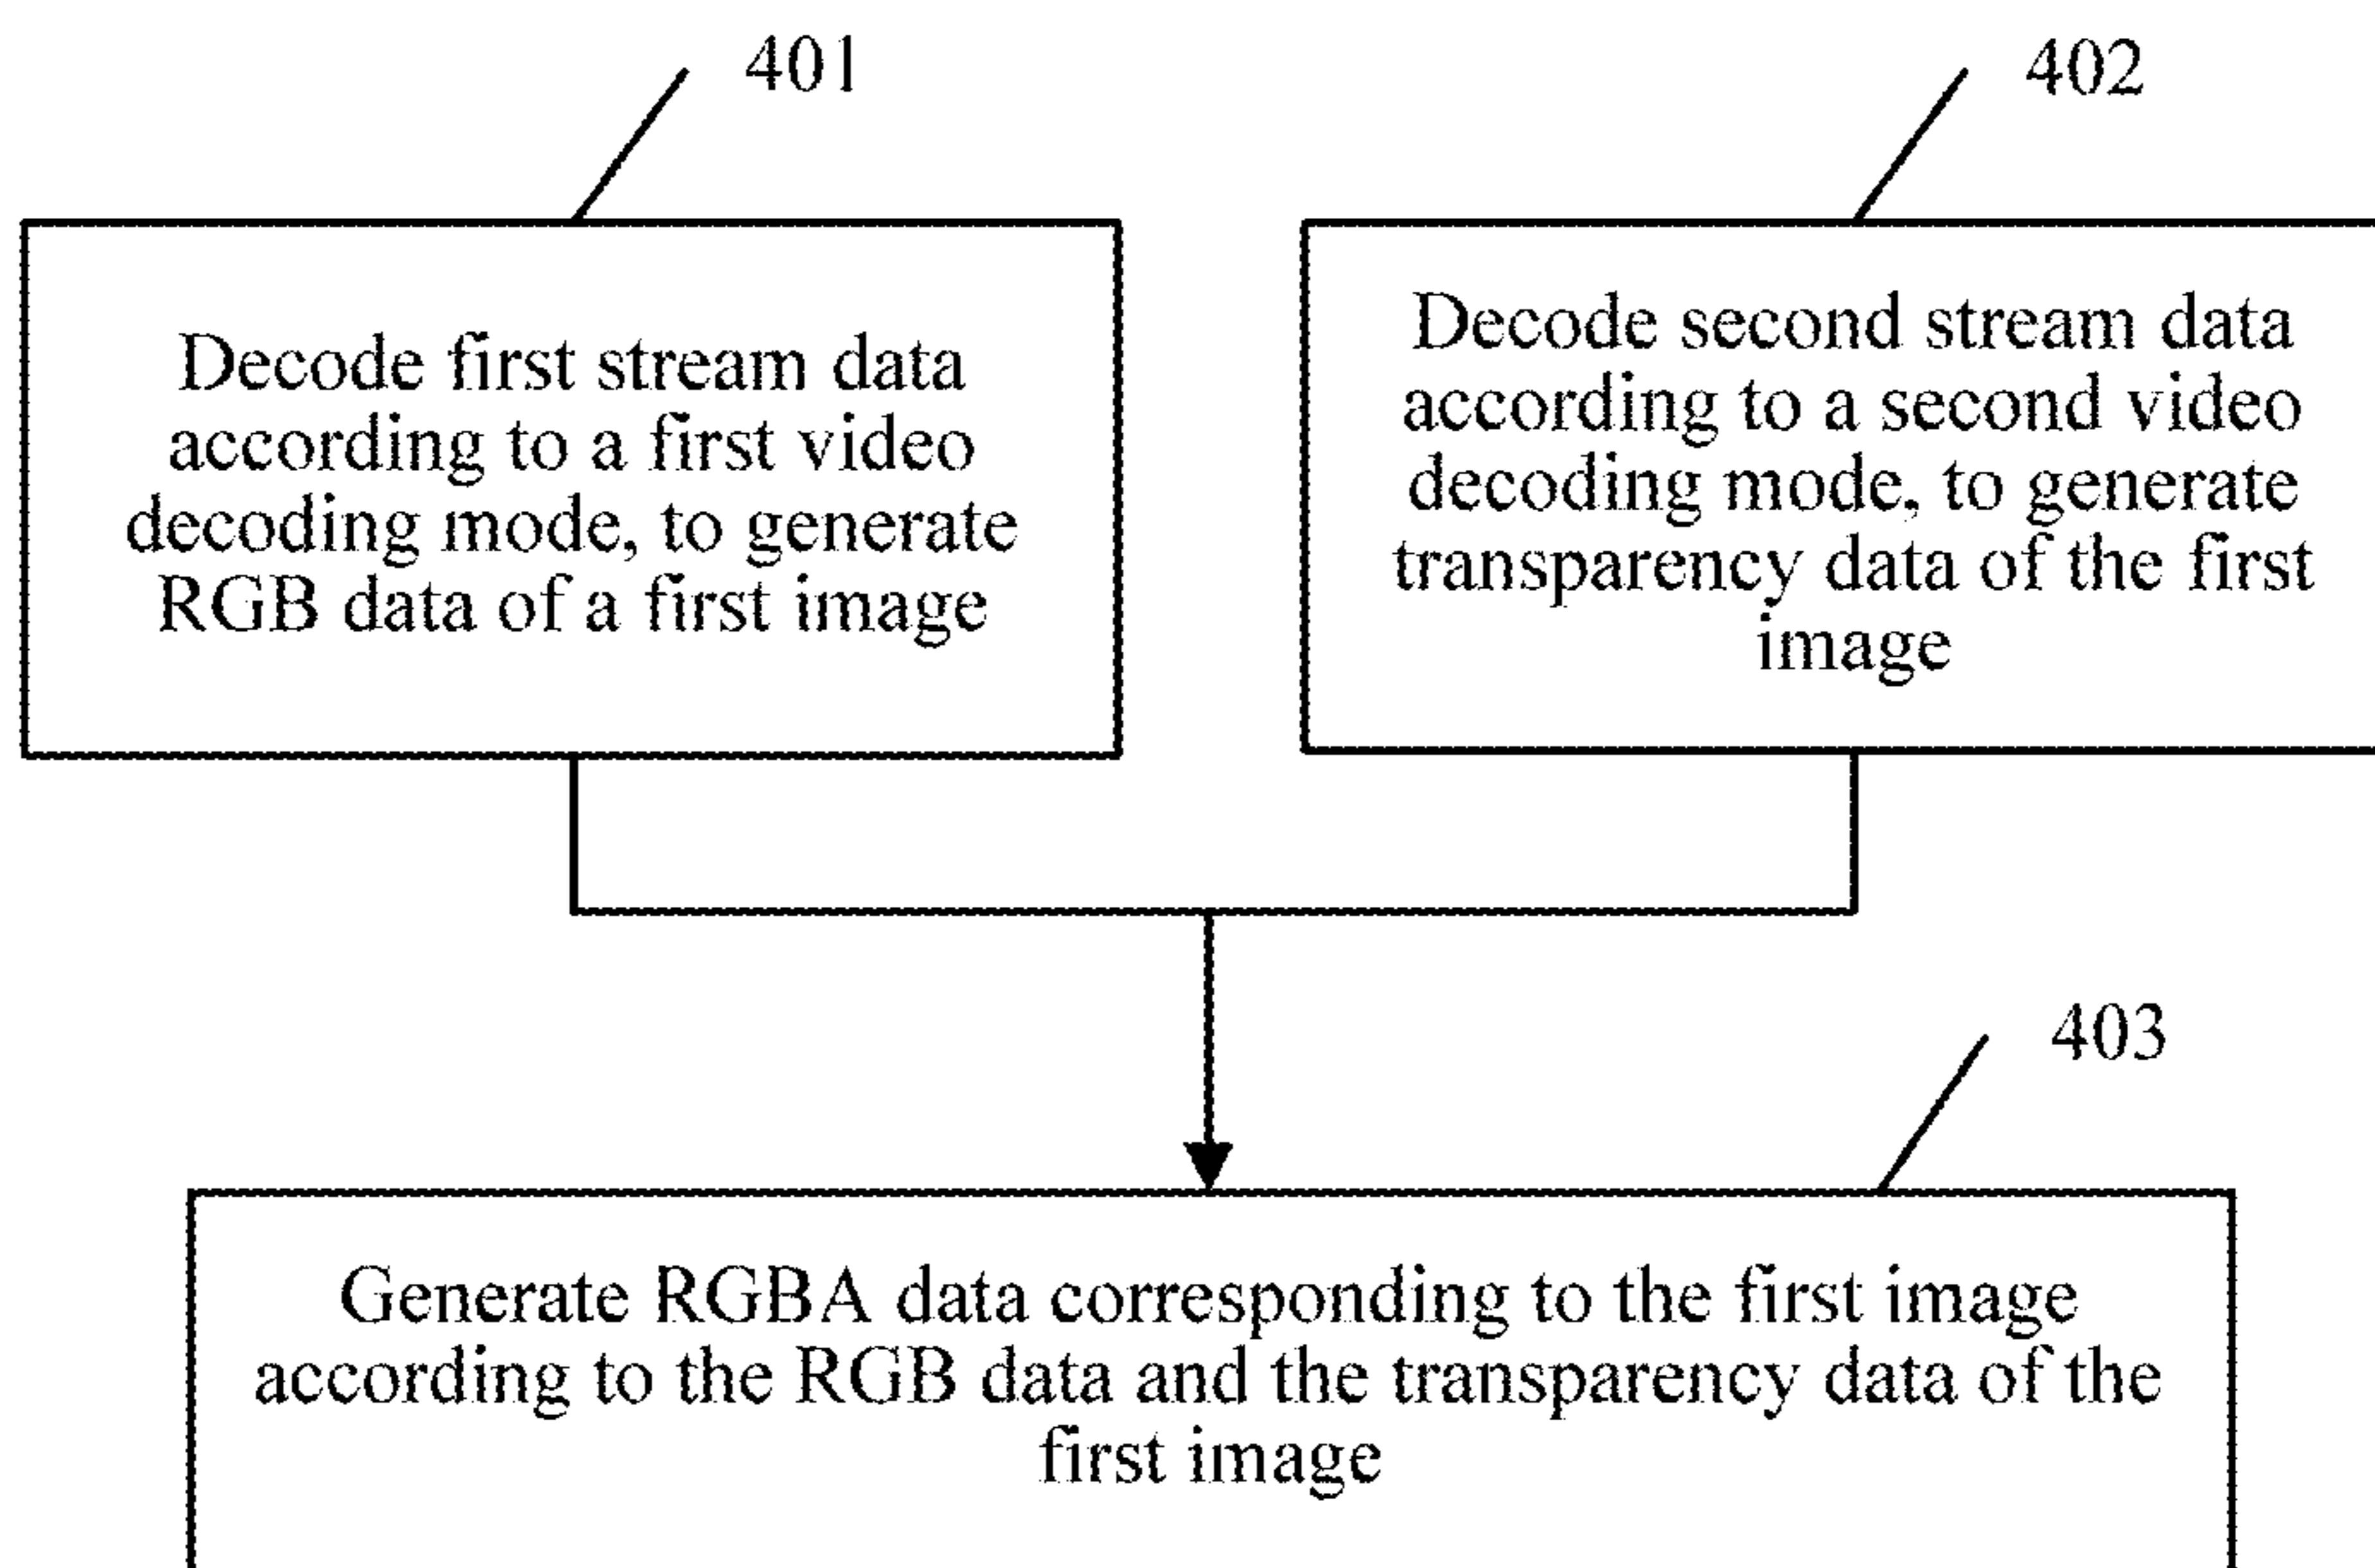 401
Decode first stream data
according to a first video
decoding mode, to generate
RGB data of a first image
402
Decode second stream data
according to a second video
decoding mode, to generate
transparency data of the first
image
403
Generate RGBA data corresponding to the first image
according to the RGB data and the transparency data of the
first image